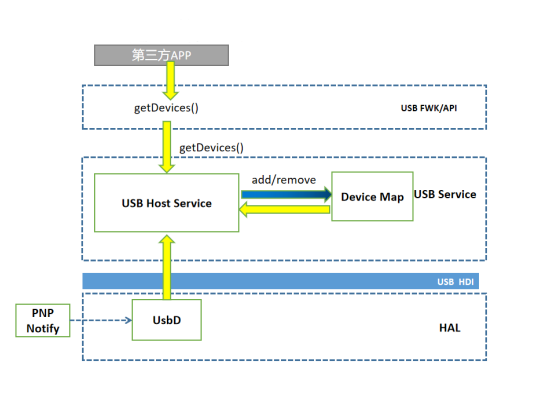 第三方APP
getDevices()
USB FWK/API
getDevices()
add/remove
USB Host Service
Device Map
USB Service
USB HDI
PNP
Notify
UsbD
HAL